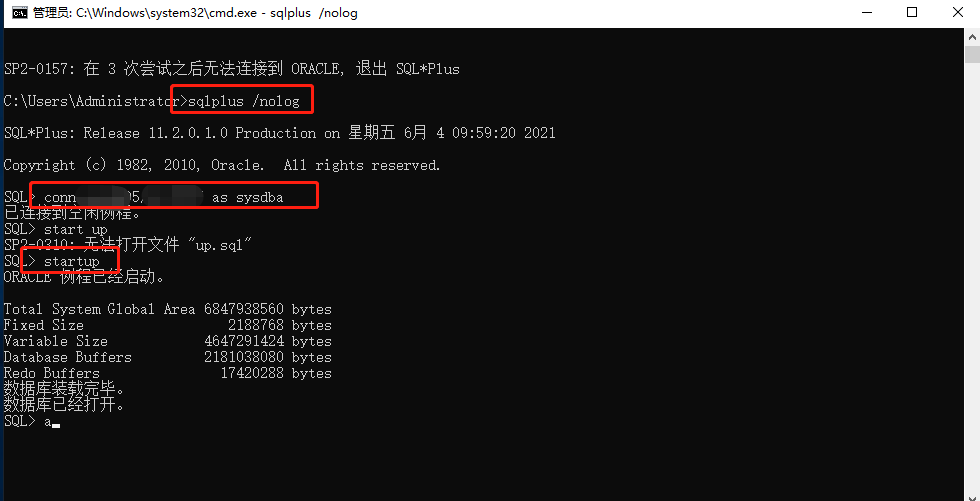 管理员: C:\Windows\system32\cmd.exe - sqlplus /nolog
SP2-0157: 在 3 次尝试之后无法连接到 ORACLE, 退出 SQL*Plus
C:\Users\Administrator>sqlplus /nolog
SQL*Plus: Release 11.2.0.1.0 Production on 星期五 6月 4 09:59:20 2021
Copyright (c) 1982, 2010, Oracle.  All rights reserved.
SQL> conn 05/ as sysdba
已连接到空闲例程。
SQL> start up
SP2-0310: 无法打开文件 "up.sql"
SQL> startup
ORACLE 例程已经启动。
Total System Global Area 6847938560 bytes
Fixed Size 2188768 bytes
Variable Size 4647291424 bytes
Database Buffers 2181038080 bytes
Redo Buffers 17420288 bytes
数据库装载完毕。
数据库已经打开。
SQL> a